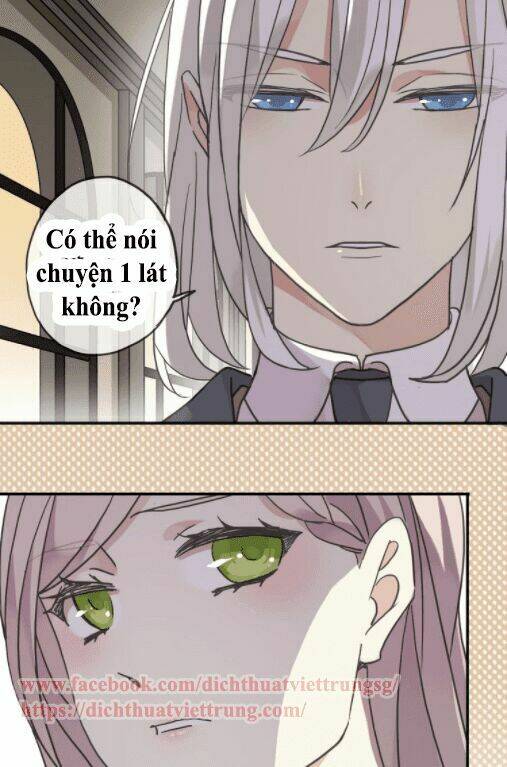 Có thể nói
chuyện 1 lát
không?
www.facebook.com/dichthuatviettrungsg/
https://dichthuatviettrung.com/